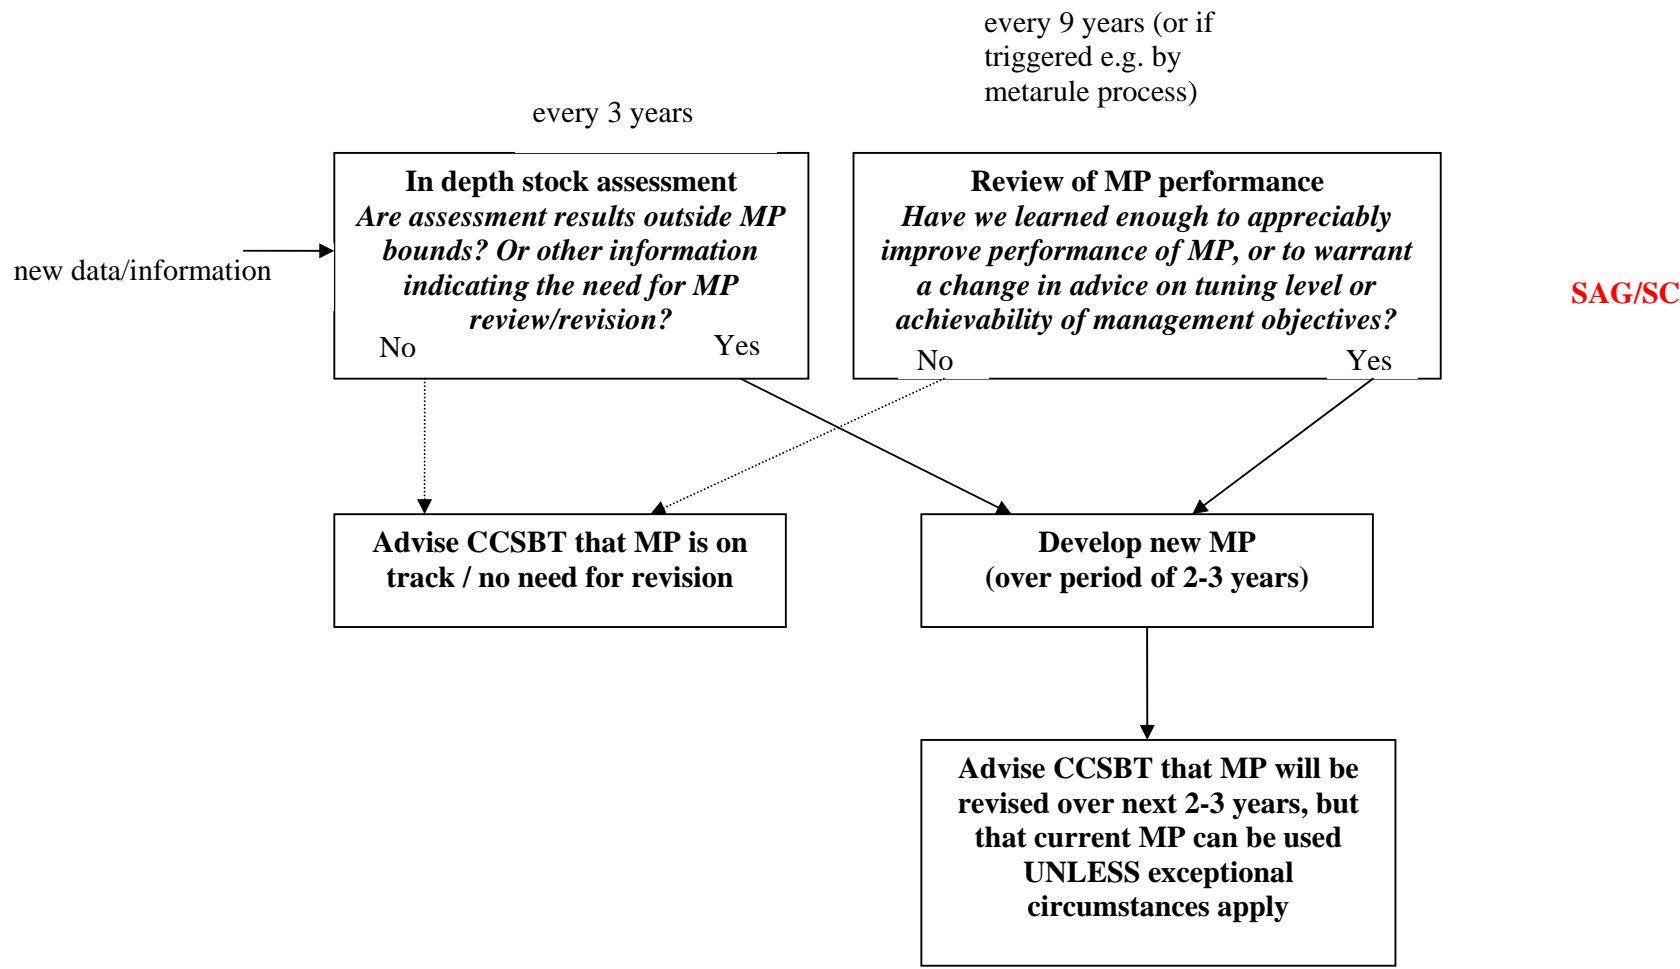 every 9 years (or if
triggered e.g. by
metarule process)
every 3 years
In depth stock assessment
Are assessment results outside MP
bounds? Or other information
indicating the need for MP
review/revision?
No
Yes
Review of MP performance
Have we learned enough to appreciably
improve performance of MP, or to warrant
a change in advice on tuning level or
achievability of management objectives?
No
Yes
new data/information
SAG/SC
Advise CCSBT that MP is on
track / no need for revision
Develop new MP
(over period of 2-3 years)
Advise CCSBT that MP will be
revised over next 2-3 years, but
that current MP can be used
UNLESS exceptional
circumstances apply